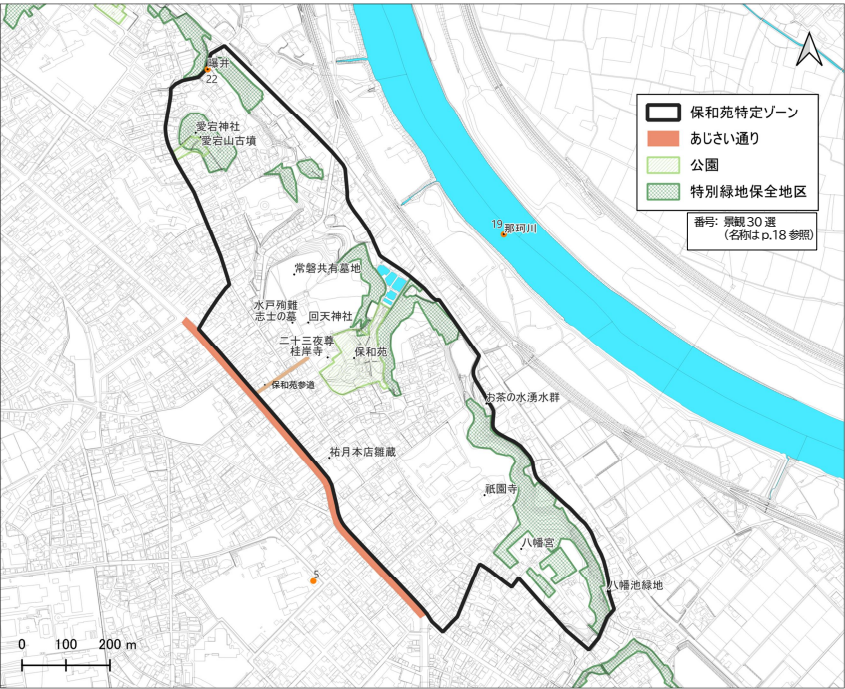 曝井
22
愛宕神社
愛宕山古墳
保和苑特定ゾーン
あじさい通り
公園
特別緑地保全地区
番号: 景観30選
(名称はp.18参照)
19
那珂川
常磐共有墓地
水戸殉難
志士の墓
回天神社
二十三夜尊
桂岸寺
保和苑
保和苑参道
お茶の水湧水群
祐月本店雛蔵
祇園寺
八幡宮
5
八幡池緑地
0 100 200 m